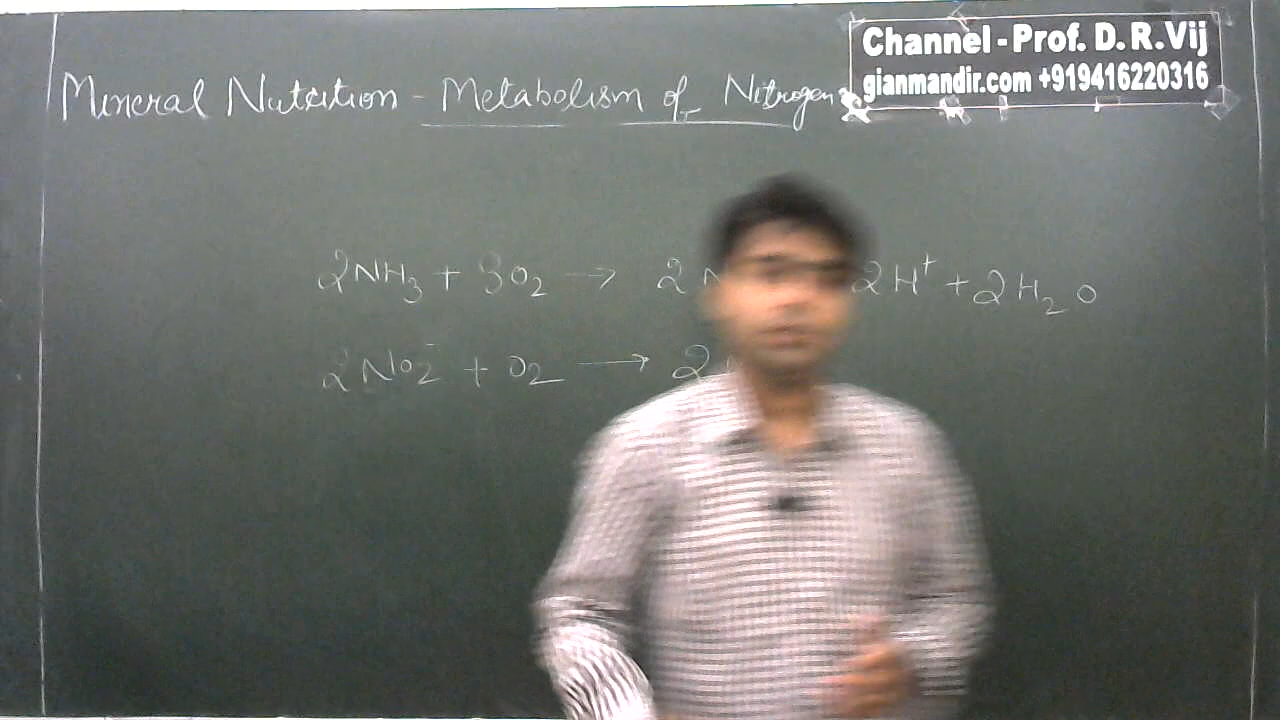 Channel - Prof. D. R. Vij
gianmandir.com +919416220316
Mineral Nutrition - Metabolism of Nitrogen
2NH3 + 3O2 → 2 2H+ + 2H2O
2NO2- + O2 → 2